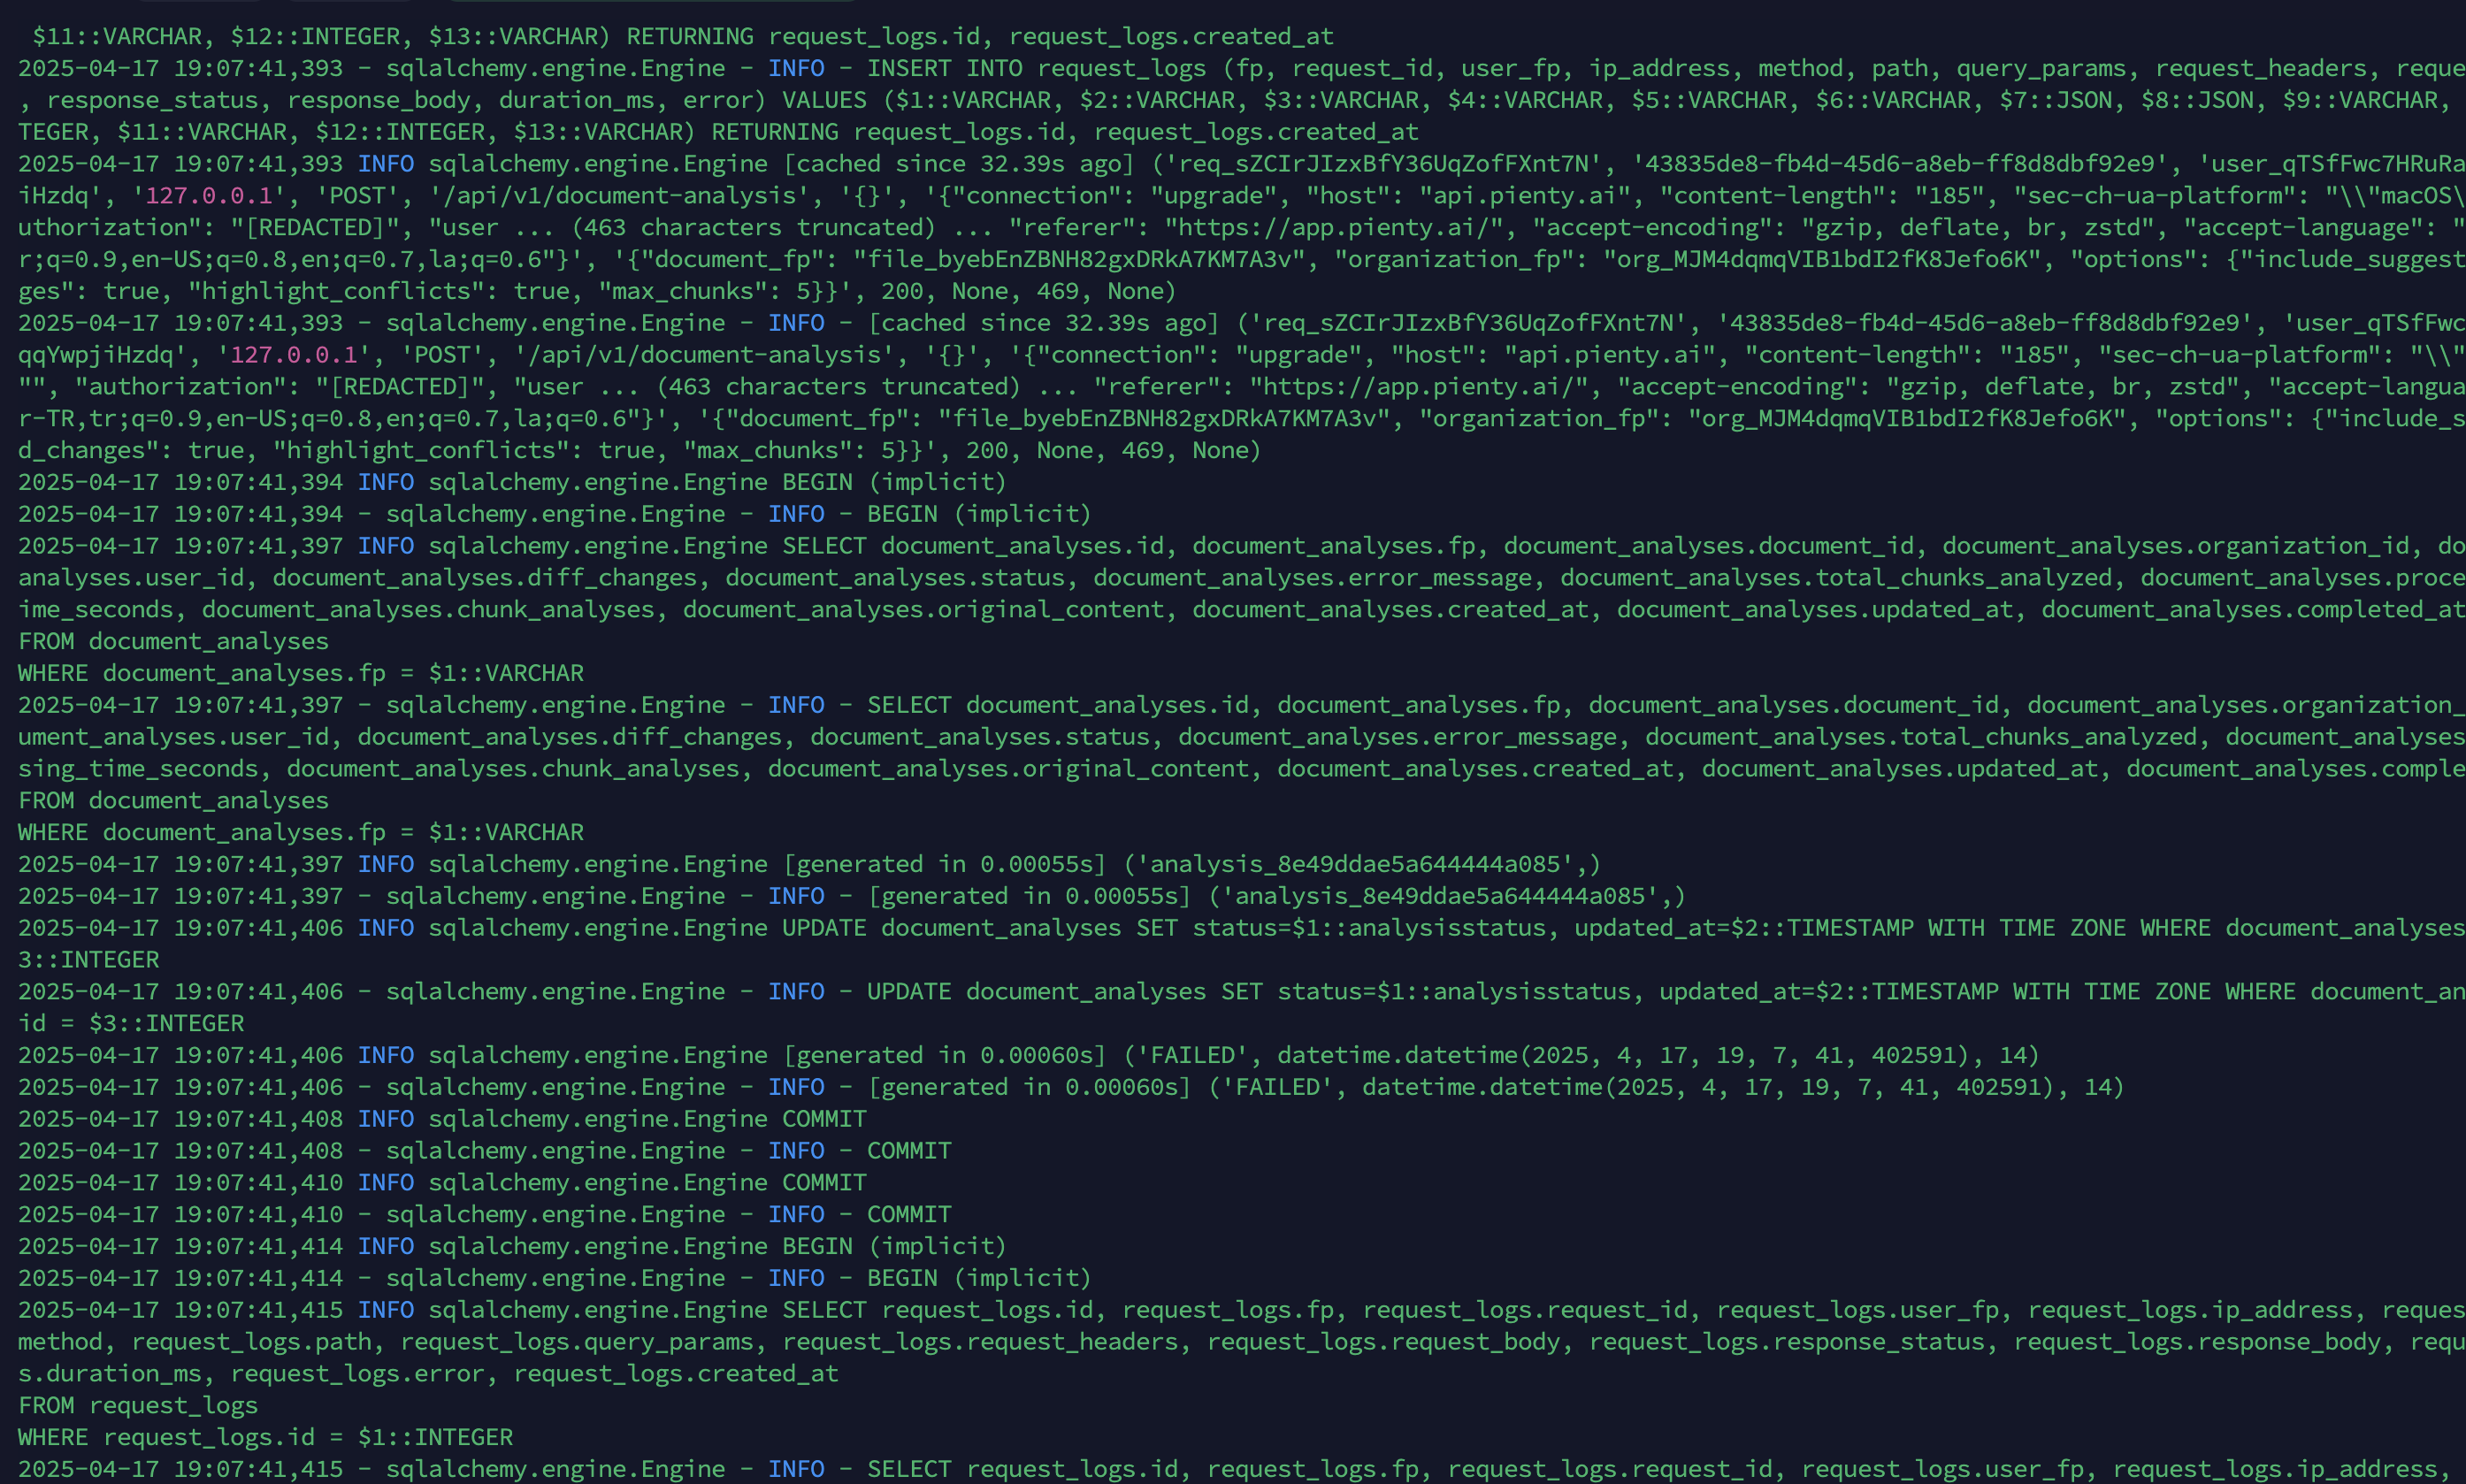 $11::VARCHAR, $12::INTEGER, $13::VARCHAR) RETURNING request_logs.id, request_logs.created_at
2025-04-17 19:07:41,393 - sqlalchemy.engine.Engine - INFO - INSERT INTO request_logs (fp, request_id, user_fp, ip_address, method, path, query_params, request_headers, reque
, response_status, response_body, duration_ms, error) VALUES ($1::VARCHAR, $2::VARCHAR, $3::VARCHAR, $4::VARCHAR, $5::VARCHAR, $6::VARCHAR, $7::JSON, $8::JSON, $9::VARCHAR,
TEGER, $11::VARCHAR, $12::INTEGER, $13::VARCHAR) RETURNING request_logs.id, request_logs.created_at
2025-04-17 19:07:41,393 INFO sqlalchemy.engine.Engine [cached since 32.39s ago] ('req_sZCIrJIzxBfY36UqZofFXnt7N', '43835de8-fb4d-45d6-a8eb-ff8d8dbf92e9', 'user_qTSfFwc7HRuRa
iHzdq', '127.0.0.1', 'POST', '/api/v1/document-analysis', '{}', '{"connection": "upgrade", "host": "api.pienty.ai", "content-length": "185", "sec-ch-ua-platform": "\\"macOS\
uthorization": "[REDACTED]", "user ... (463 characters truncated) ... "referer": "https://app.pienty.ai/", "accept-encoding": "gzip, deflate, br, zstd", "accept-language": "
r;q=0.9,en-US;q=0.8,en;q=0.7,la;q=0.6"}', '{"document_fp": "file_byebEnZBNH82gxDRkA7KM7A3v", "organization_fp": "org_MJM4dqmqVIB1bdI2fK8Jefo6K", "options": {"include_suggest
ges": true, "highlight_conflicts": true, "max_chunks": 5}}', 200, None, 469, None)
2025-04-17 19:07:41,393 - sqlalchemy.engine.Engine - INFO - [cached since 32.39s ago] ('req_sZCIrJIzxBfY36UqZofFXnt7N', '43835de8-fb4d-45d6-a8eb-ff8d8dbf92e9', 'user_qTSfFwc
qqYwpjiHzdq', '127.0.0.1', 'POST', '/api/v1/document-analysis', '{}', '{"connection": "upgrade", "host": "api.pienty.ai", "content-length": "185", "sec-ch-ua-platform": "\\"
"", "authorization": "[REDACTED]", "user ... (463 characters truncated) ... "referer": "https://app.pienty.ai/", "accept-encoding": "gzip, deflate, br, zstd", "accept-langua
r-TR,tr;q=0.9,en-US;q=0.8,en;q=0.7,la;q=0.6"}', '{"document_fp": "file_byebEnZBNH82gxDRkA7KM7A3v", "organization_fp": "org_MJM4dqmqVIB1bdI2fK8Jefo6K", "options": {"include_s
d_changes": true, "highlight_conflicts": true, "max_chunks": 5}}', 200, None, 469, None)
2025-04-17 19:07:41,394 INFO sqlalchemy.engine.Engine BEGIN (implicit)
2025-04-17 19:07:41,394 - sqlalchemy.engine.Engine - INFO - BEGIN (implicit)
2025-04-17 19:07:41,397 INFO sqlalchemy.engine.Engine SELECT document_analyses.id, document_analyses.fp, document_analyses.document_id, document_analyses.organization_id, do
analyses.user_id, document_analyses.diff_changes, document_analyses.status, document_analyses.error_message, document_analyses.total_chunks_analyzed, document_analyses.proce
ime_seconds, document_analyses.chunk_analyses, document_analyses.original_content, document_analyses.created_at, document_analyses.updated_at, document_analyses.completed_at
FROM document_analyses
WHERE document_analyses.fp = $1::VARCHAR
2025-04-17 19:07:41,397 - sqlalchemy.engine.Engine - INFO - SELECT document_analyses.id, document_analyses.fp, document_analyses.document_id, document_analyses.organization_
ument_analyses.user_id, document_analyses.diff_changes, document_analyses.status, document_analyses.error_message, document_analyses.total_chunks_analyzed, document_analyses
sing_time_seconds, document_analyses.chunk_analyses, document_analyses.original_content, document_analyses.created_at, document_analyses.updated_at, document_analyses.comple
FROM document_analyses
WHERE document_analyses.fp = $1::VARCHAR
2025-04-17 19:07:41,397 INFO sqlalchemy.engine.Engine [generated in 0.00055s] ('analysis_8e49ddae5a644444a085',)
2025-04-17 19:07:41,397 - sqlalchemy.engine.Engine - INFO - [generated in 0.00055s] ('analysis_8e49ddae5a644444a085',)
2025-04-17 19:07:41,406 INFO sqlalchemy.engine.Engine UPDATE document_analyses SET status=$1::analysisstatus, updated_at=$2::TIMESTAMP WITH TIME ZONE WHERE document_analyses
3::INTEGER
2025-04-17 19:07:41,406 - sqlalchemy.engine.Engine - INFO - UPDATE document_analyses SET status=$1::analysisstatus, updated_at=$2::TIMESTAMP WITH TIME ZONE WHERE document_an
id = $3::INTEGER
2025-04-17 19:07:41,406 INFO sqlalchemy.engine.Engine [generated in 0.00060s] ('FAILED', datetime.datetime(2025, 4, 17, 19, 7, 41, 402591), 14)
2025-04-17 19:07:41,406 - sqlalchemy.engine.Engine - INFO - [generated in 0.00060s] ('FAILED', datetime.datetime(2025, 4, 17, 19, 7, 41, 402591), 14)
2025-04-17 19:07:41,408 INFO sqlalchemy.engine.Engine COMMIT
2025-04-17 19:07:41,408 - sqlalchemy.engine.Engine - INFO - COMMIT
2025-04-17 19:07:41,410 INFO sqlalchemy.engine.Engine COMMIT
2025-04-17 19:07:41,410 - sqlalchemy.engine.Engine - INFO - COMMIT
2025-04-17 19:07:41,414 INFO sqlalchemy.engine.Engine BEGIN (implicit)
2025-04-17 19:07:41,414 - sqlalchemy.engine.Engine - INFO - BEGIN (implicit)
2025-04-17 19:07:41,415 INFO sqlalchemy.engine.Engine SELECT request_logs.id, request_logs.fp, request_logs.request_id, request_logs.user_fp, request_logs.ip_address, reques
method, request_logs.path, request_logs.query_params, request_logs.request_headers, request_logs.request_body, request_logs.response_status, request_logs.response_body, requ
s.duration_ms, request_logs.error, request_logs.created_at
FROM request_logs
WHERE request_logs.id = $1::INTEGER
2025-04-17 19:07:41,415 - sqlalchemy.engine.Engine - INFO - SELECT request_logs.id, request_logs.fp, request_logs.request_id, request_logs.user_fp, request_logs.ip_address,